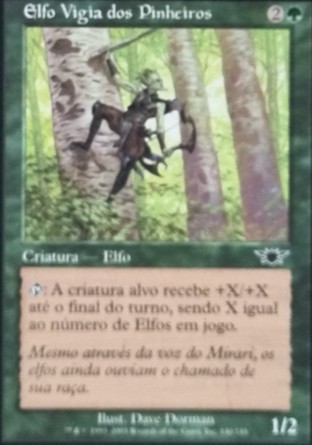 Elfo Vigia dos Pinheiros 2
Criatura — Elfo
: A criatura alvo recebe +X/+X
até o final do turno, sendo X igual
ao número de Elfos em jogo.
Mesmo através da voz do Mirari, os
elfos ainda ouviam o chamado de
sua raça.
Ilust. Dave Dorman
1/2